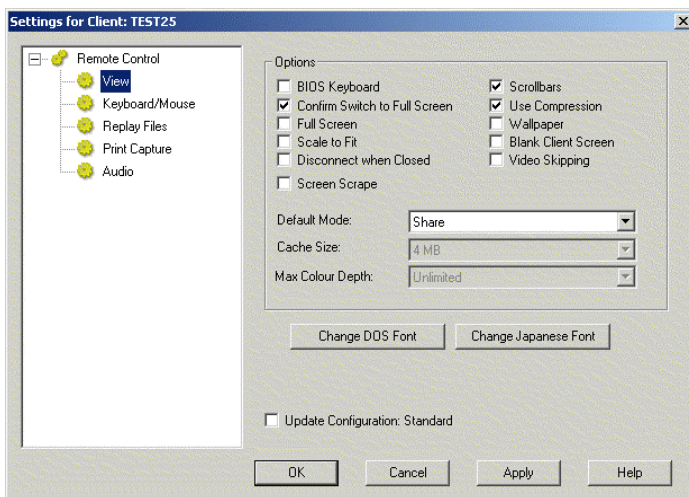 Settings for Client: TEST25
Remote Control
View
Keyboard/Mouse
Replay Files
Print Capture
Audio
Options
BIOS Keyboard
Confirm Switch to Full Screen
Full Screen
Scale to Fit
Disconnect when Closed
Screen Scrape
Scrollbars
Use Compression
Wallpaper
Blank Client Screen
Video Skipping
Default Mode: Share
Cache Size: 4 MB
Max Colour Depth: Unlimited
Change DOS Font
Change Japanese Font
Update Configuration: Standard
OK
Cancel
Apply
Help